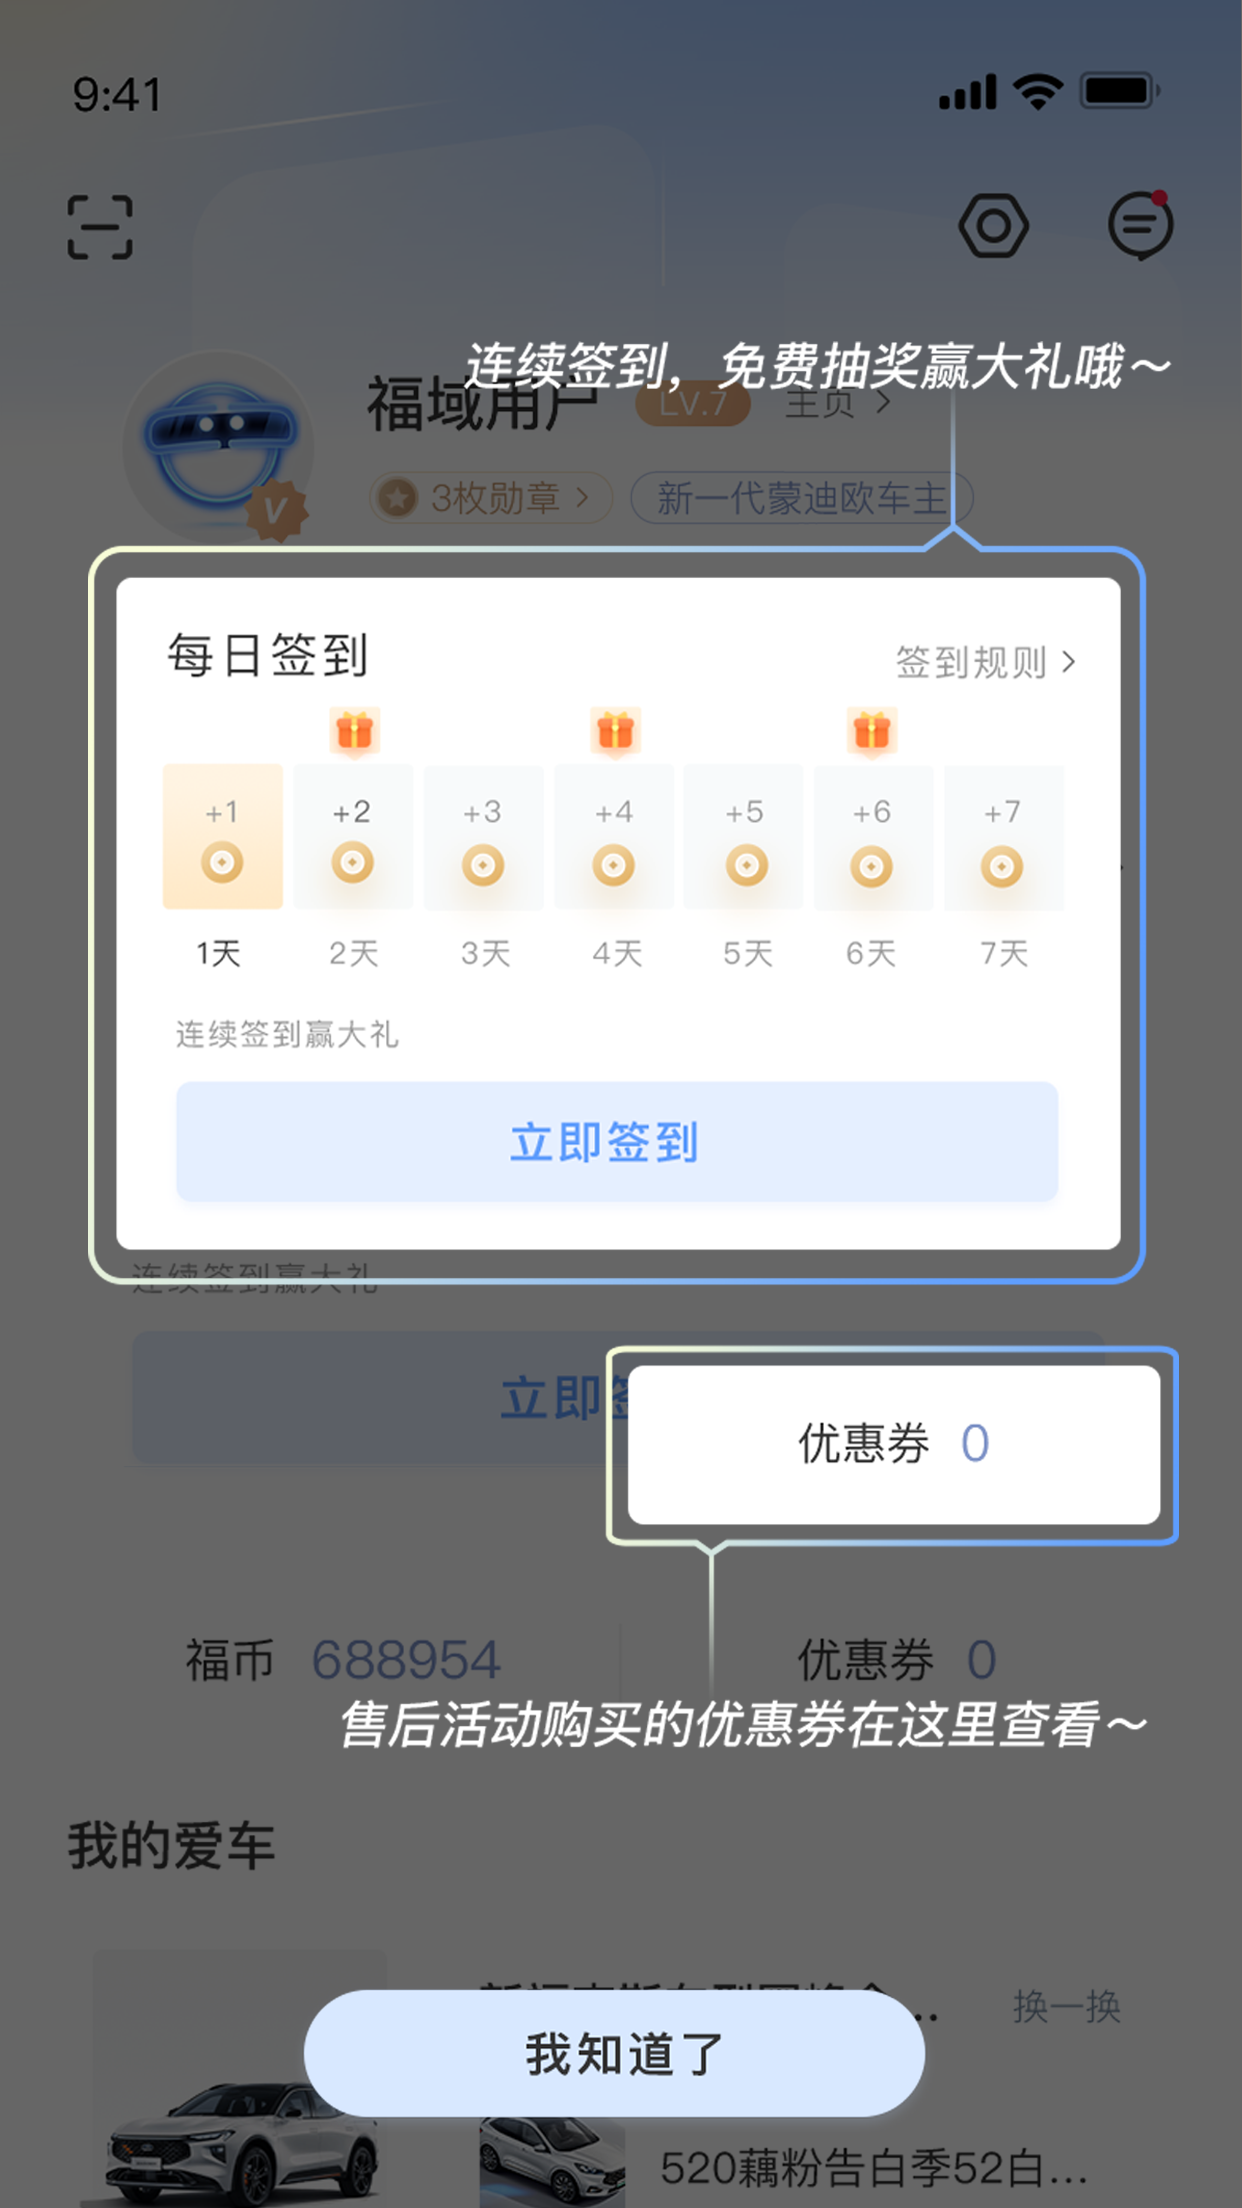 9:41
连续签到，免费抽奖赢大礼哦～
福域用户 LV.7 主页
V
3枚勋章 新一代蒙迪欧车主
每日签到 签到规则
+1 +2 +3 +4 +5 +6 +7
1天 2天 3天 4天 5天 6天 7天
连续签到赢大礼
立即签到
连续签到赢大礼
立即
优惠券 0
福币 688954 优惠券 0
售后活动购买的优惠券在这里查看～
我的爱车
换一换
我知道了
520藕粉告白季52白...